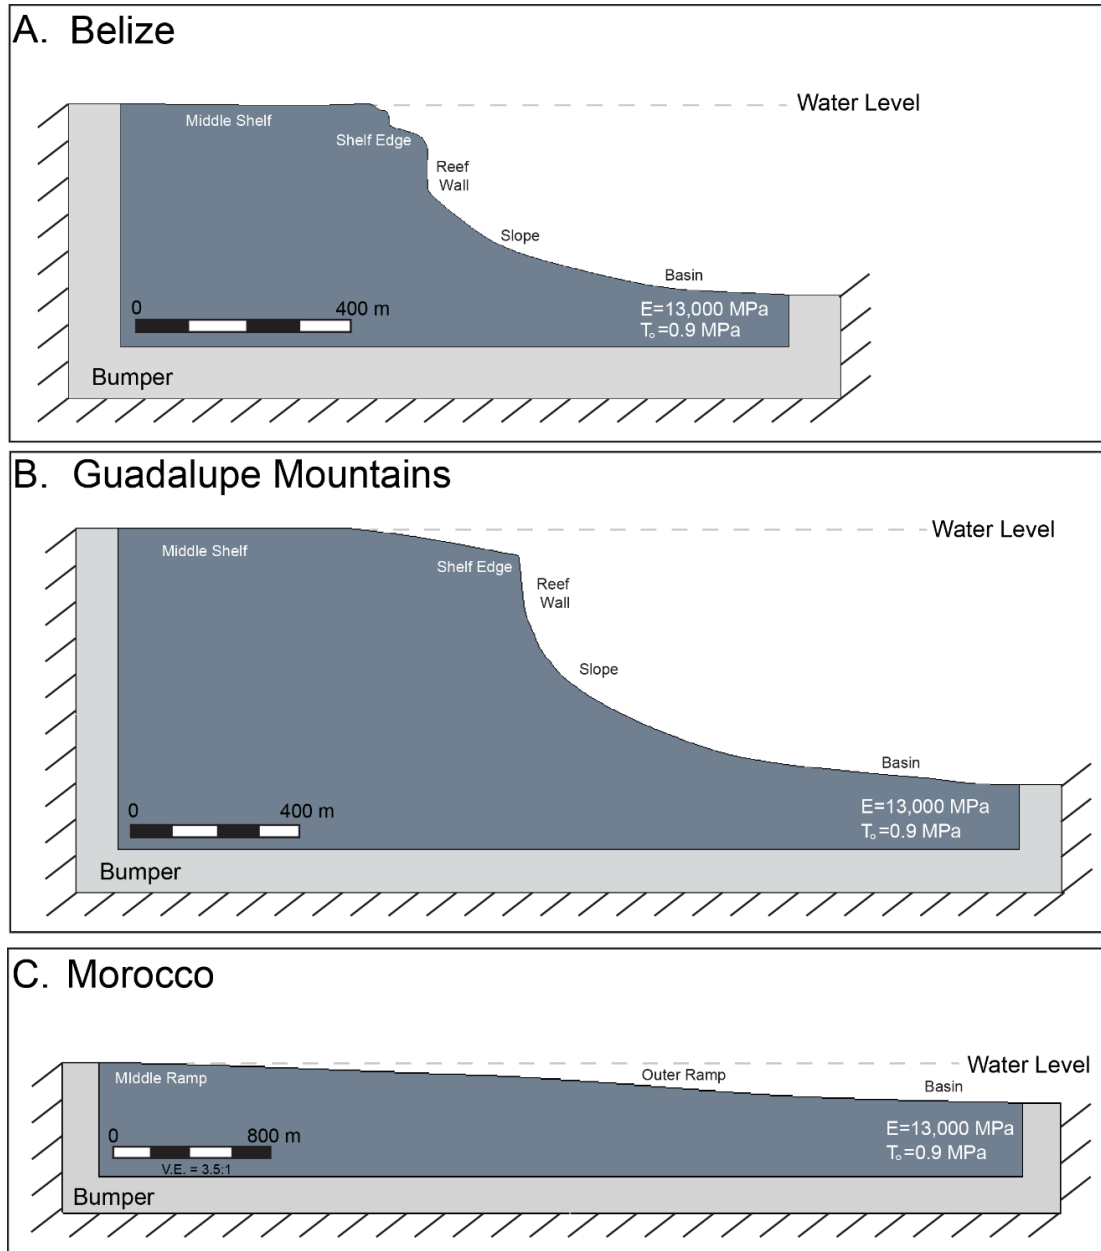 A. Belize
Water Level
Middle Shelf
Shelf Edge
Reef
Wall
Slope
Basin
0 400 m
E=13,000 MPa
Tₒ=0.9 MPa
Bumper
B. Guadalupe Mountains
Water Level
Middle Shelf
Shelf Edge
Reef
Wall
Slope
Basin
0 400 m
E=13,000 MPa
Tₒ=0.9 MPa
Bumper
C. Morocco
Water Level
MIddle Ramp
Outer Ramp
Basin
0 800 m
V.E. = 3.5:1
E=13,000 MPa
Tₒ=0.9 MPa
Bumper